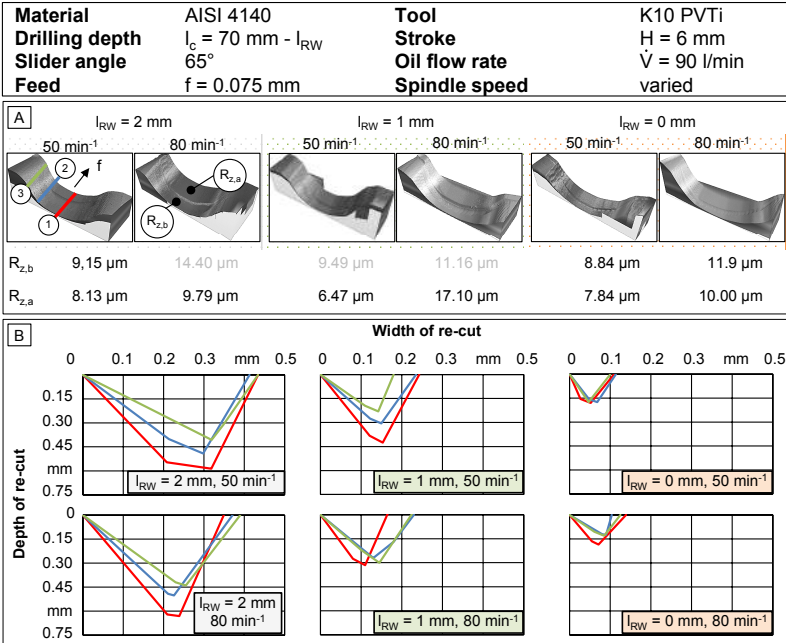 Material AISI 4140 Tool K10 PVTi
Drilling depth l_c = 70 mm - l_RW Stroke H = 6 mm
Slider angle 65° Oil flow rate V̇ = 90 l/min
Feed f = 0.075 mm Spindle speed varied
A
l_RW = 2 mm l_RW = 1 mm l_RW = 0 mm
50 min⁻¹ 80 min⁻¹ 50 min⁻¹ 80 min⁻¹ 50 min⁻¹ 80 min⁻¹
3 2 1 f R_z,a R_z,b
R_z,b 9,15 µm 14.40 µm 9.49 µm 11.16 µm 8.84 µm 11.9 µm
R_z,a 8.13 µm 9.79 µm 6.47 µm 17.10 µm 7.84 µm 10.00 µm
B
Width of re-cut
0 0.1 0.2 0.3 mm 0.5 0 0.1 0.2 mm 0.5 0 0.1 0.2 0.3 mm 0.5
Depth of re-cut
0.15
0.30
0.45
mm
0.75
l_RW = 2 mm, 50 min⁻¹ l_RW = 1 mm, 50 min⁻¹ l_RW = 0 mm, 50 min⁻¹
0
0.15
0.30
0.45
mm
0.75
l_RW = 2 mm
80 min⁻¹
l_RW = 1 mm, 80 min⁻¹ l_RW = 0 mm, 80 min⁻¹